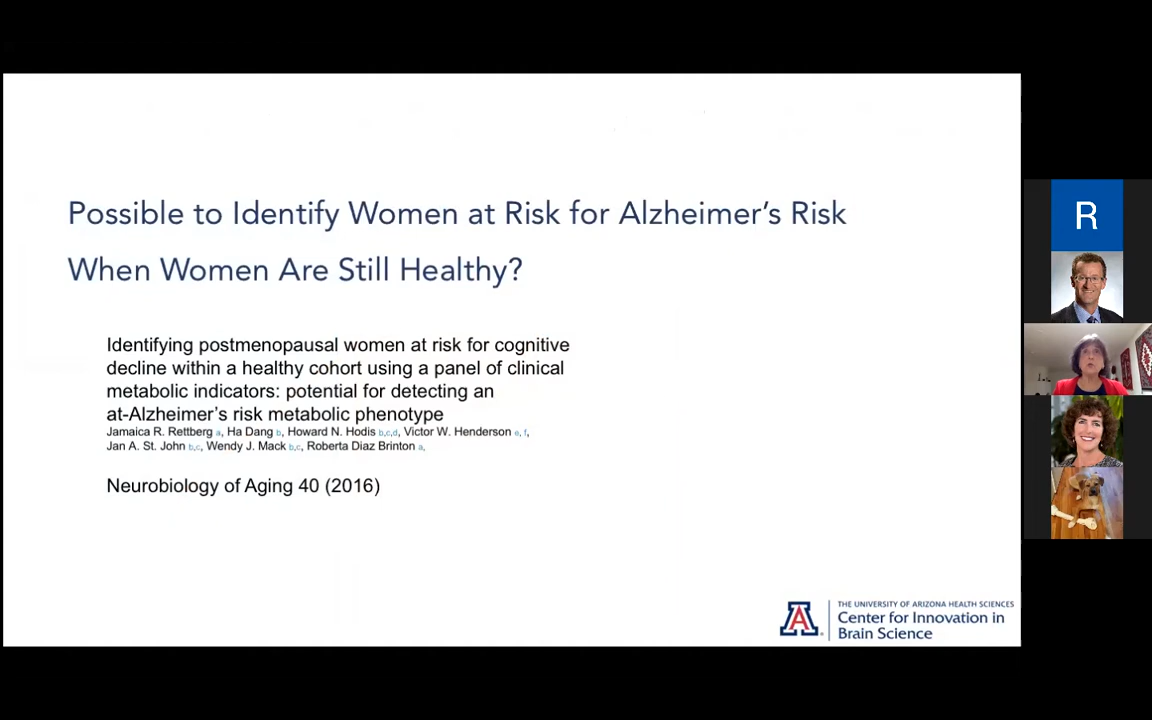 Possible to Identify Women at Risk for Alzheimer's Risk
When Women Are Still Healthy?
Identifying postmenopausal women at risk for cognitive
decline within a healthy cohort using a panel of clinical
metabolic indicators: potential for detecting an
at-Alzheimer's risk metabolic phenotype
Jamaica R. Rettberg a, Ha Dang b, Howard N. Hodis b,c,d, Victor W. Henderson e, f,
Jan A. St. John b,c, Wendy J. Mack b,c, Roberta Diaz Brinton a,
Neurobiology of Aging 40 (2016)
R
A
THE UNIVERSITY OF ARIZONA HEALTH SCIENCES
Center for Innovation in
Brain Science